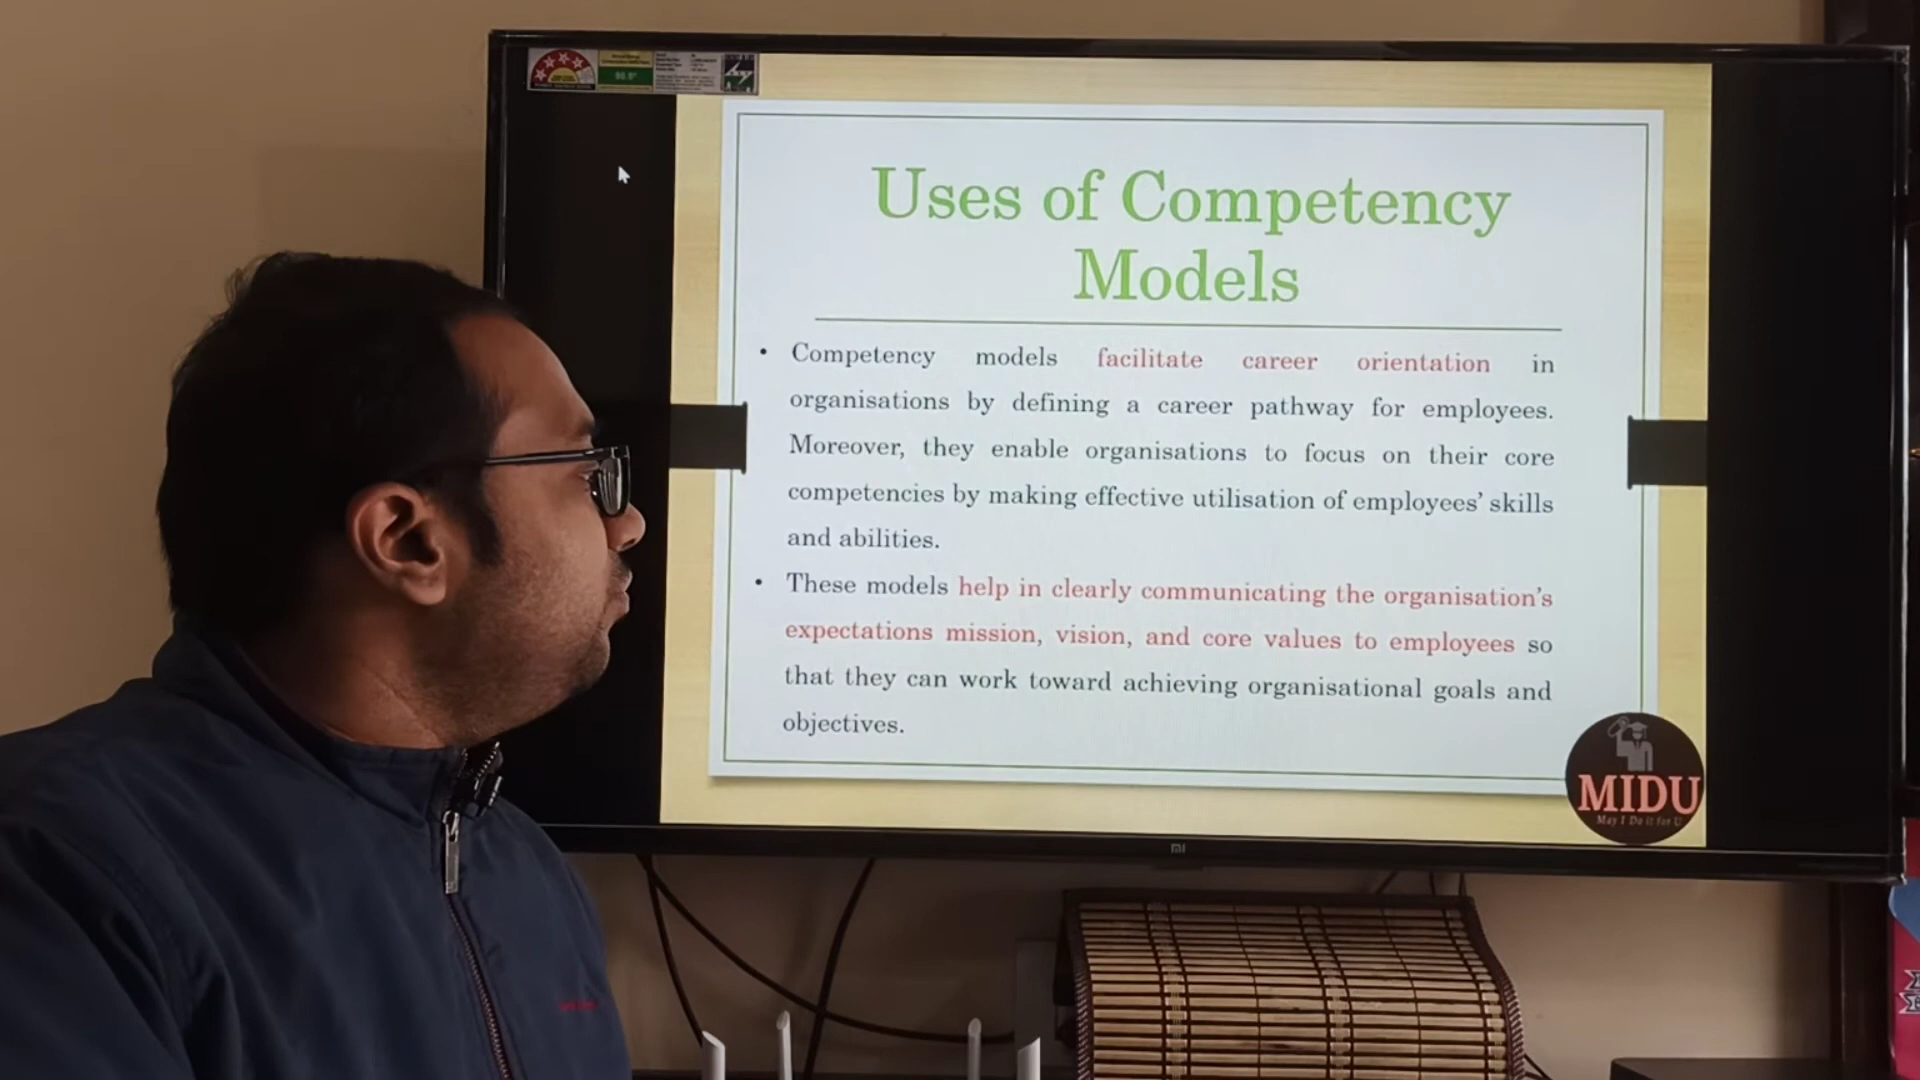 Uses of Competency
Models
• Competency models facilitate career orientation in
organisations by defining a career pathway for employees.
Moreover, they enable organisations to focus on their core
competencies by making effective utilisation of employees' skills
and abilities.
• These models help in clearly communicating the organisation's
expectations mission, vision, and core values to employees so
that they can work toward achieving organisational goals and
objectives.
MIDU
May I Do it for U
mi